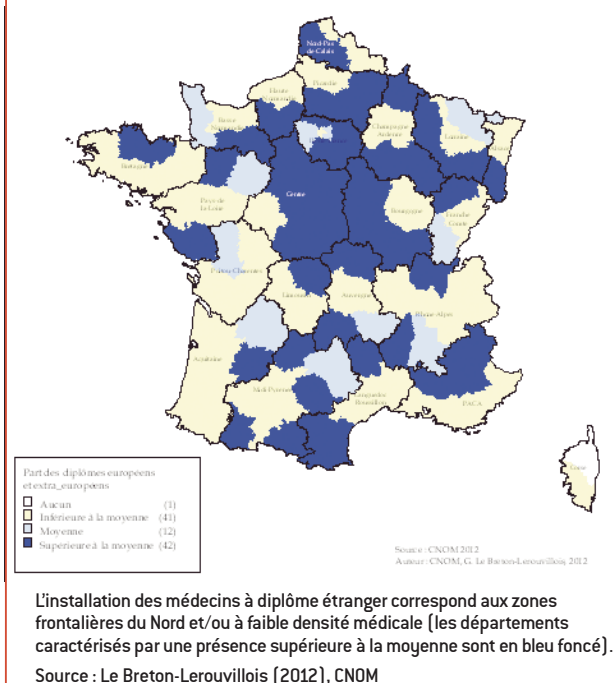 Nord-Pas
de-Calais
Picardie
Haute
Normandie
Basse
Normandie
Champagne
Ardenne
Lorraine
Alsace
Bretagne
Pays de
la Loire
Centre
Bourgogne
Franche
Comté
Poitou-Charentes
Limousin
Auvergne
Rhône-Alpes
Aquitaine
Midi-Pyrénées
Languedoc
Roussillon
PACA
Corse
Part des diplômes européens
et extra_européens
Aucun (1)
Inférieure à la moyenne (41)
Moyenne (12)
Supérieure à la moyenne (42)
Source : CNOM 2012
Auteur : CNOM, G. Le Breton-Lerouvillois, 2012
L'installation des médecins à diplôme étranger correspond aux zones
frontalières du Nord et/ou à faible densité médicale (les départements
caractérisés par une présence supérieure à la moyenne sont en bleu foncé).
Source : Le Breton-Lerouvillois (2012), CNOM